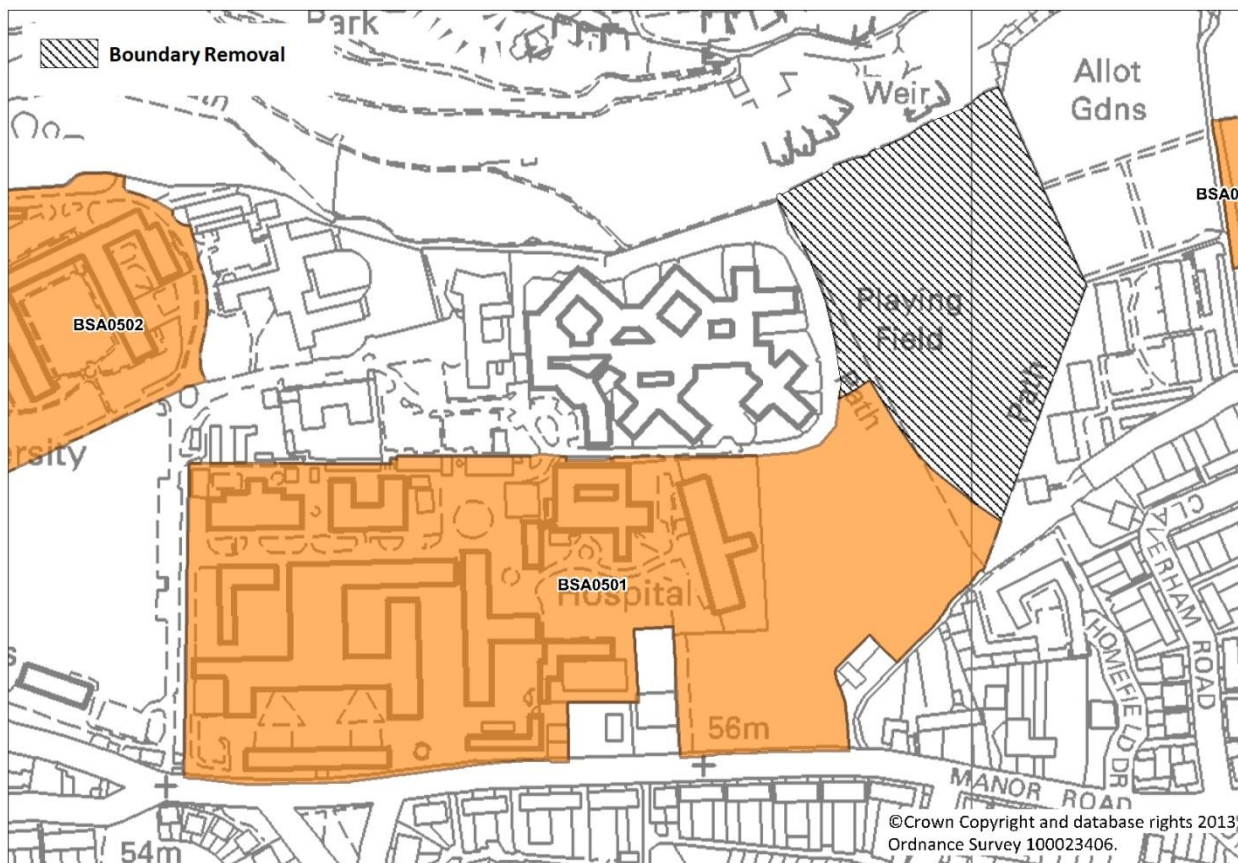 Park
Boundary Removal
Weir
Allot
Gdns
BSA0
BSA0502
Playing
Field
Path
Path
ersity
BSA0501
Hospital
CLAVERHAM ROAD
HOMEFIELD DR
56m
MANOR ROAD
54m
©Crown Copyright and database rights 2013
Ordnance Survey 100023406.